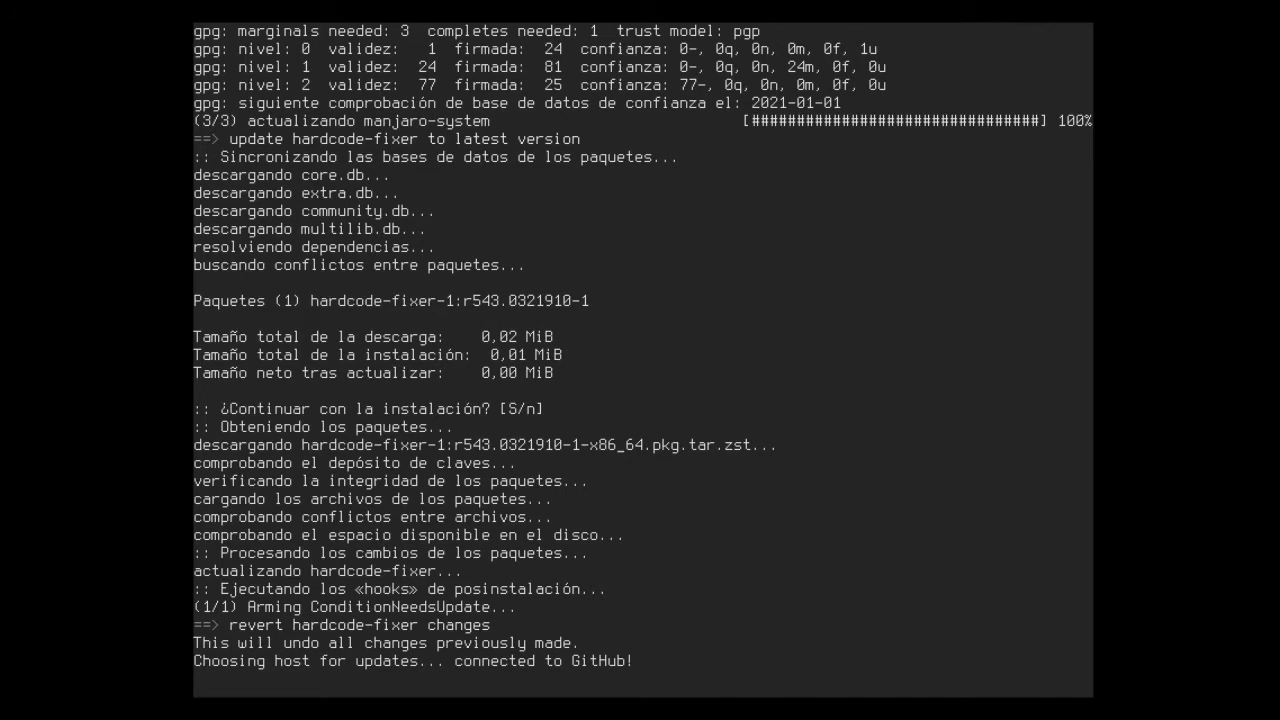 gpg: marginals needed: 3  completes needed: 1  trust model: pgp
gpg: nivel: 0  validez:   1  firmada:  24  confianza: 0-, 0q, 0n, 0m, 0f, 1u
gpg: nivel: 1  validez:  24  firmada:  81  confianza: 0-, 0q, 0n, 24m, 0f, 0u
gpg: nivel: 2  validez:  77  firmada:  25  confianza: 77-, 0q, 0n, 0m, 0f, 0u
gpg: siguiente comprobación de base de datos de confianza el: 2021-01-01
(3/3) actualizando manjaro-system                            [################################] 100%
==> update hardcode-fixer to latest version
:: Sincronizando las bases de datos de los paquetes...
descargando core.db...
descargando extra.db...
descargando community.db...
descargando multilib.db...
resolviendo dependencias...
buscando conflictos entre paquetes...
Paquetes (1) hardcode-fixer-1:r543.0321910-1
Tamaño total de la descarga:    0,02 MiB
Tamaño total de la instalación:  0,01 MiB
Tamaño neto tras actualizar:    0,00 MiB
:: ¿Continuar con la instalación? [S/n]
:: Obteniendo los paquetes...
descargando hardcode-fixer-1:r543.0321910-1-x86_64.pkg.tar.zst...
comprobando el depósito de claves...
verificando la integridad de los paquetes...
cargando los archivos de los paquetes...
comprobando conflictos entre archivos...
comprobando el espacio disponible en el disco...
:: Procesando los cambios de los paquetes...
actualizando hardcode-fixer...
:: Ejecutando los «hooks» de posinstalación...
(1/1) Arming ConditionNeedsUpdate...
==> revert hardcode-fixer changes
This will undo all changes previously made.
Choosing host for updates... connected to GitHub!